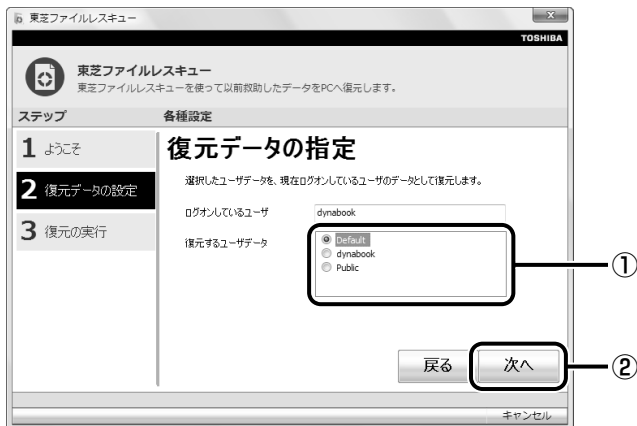 東芝ファイルレスキュー
TOSHIBA
東芝ファイルレスキュー
東芝ファイルレスキューを使って以前救助したデータをPCへ復元します。
ステップ
各種設定
1 ようこそ
2 復元データの設定
3 復元の実行
復元データの指定
選択したユーザデータを、現在ログオンしているユーザのデータとして復元します。
ログオンしているユーザ
dynabook
復元するユーザデータ
Default
dynabook
Public
①
戻る
次へ
②
キャンセル